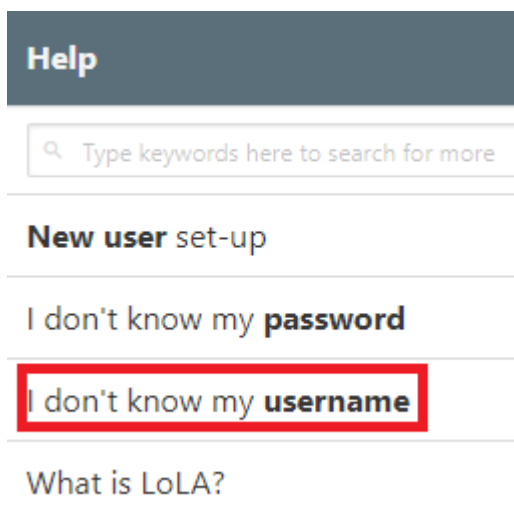 Help
Type keywords here to search for more
New user set-up
I don't know my password
I don't know my username
What is LoLA?